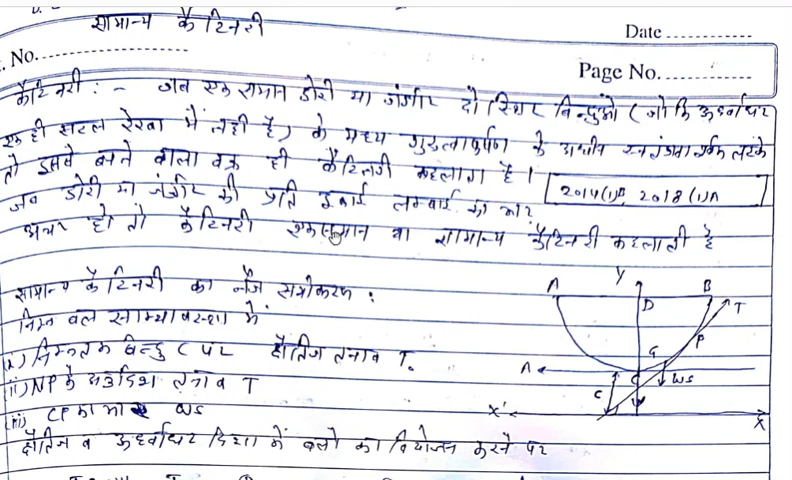 सामान्य कैटिनरी
Date
No.
Page No.
कैटिनरी : - जब एक समान डोरी या जंजीर दो स्थिर बिन्दुओं (जो कि ऊर्ध्वाधर
एक ही सरल रेखा में नहीं है) के मध्य गुरुत्वाकर्षण के अधीन स्वतंत्रतापूर्वक लटके
तो इससे बनने वाला वक्र ही कैटिनरी कहलाता है।
2014(1)B, 2018(1)A
जब डोरी या जंजीर की प्रति इकाई लम्बाई का भार
अचर हो तो कैटिनरी एकसमान वा सामान्य कैटिनरी कहलाती है
सामान्य कैटिनरी का नैज समीकरण :
निम्न बल साम्यावस्था में
(i) निम्नतम बिन्दु C पर क्षैतिज तनाव T₀
ii) NP के अनुदिश तनाव T
(iii) CP का भार ws
क्षैतिज व ऊर्ध्वाधर दिशा में बलो का वियोजन करने पर
Y
A B
D T
P
G
A C
C WS
W
X' X